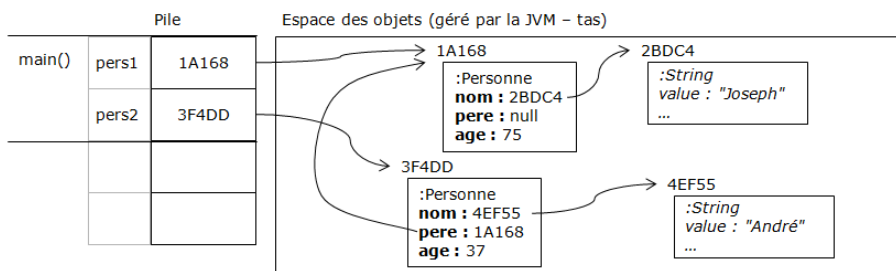 Pile
Espace des objets (géré par la JVM – tas)
main()
pers1
1A168
pers2
3F4DD
1A168
:Personne
nom : 2BDC4
pere : null
age : 75
2BDC4
:String
value : "Joseph"
...
3F4DD
:Personne
nom : 4EF55
pere : 1A168
age : 37
4EF55
:String
value : "André"
...